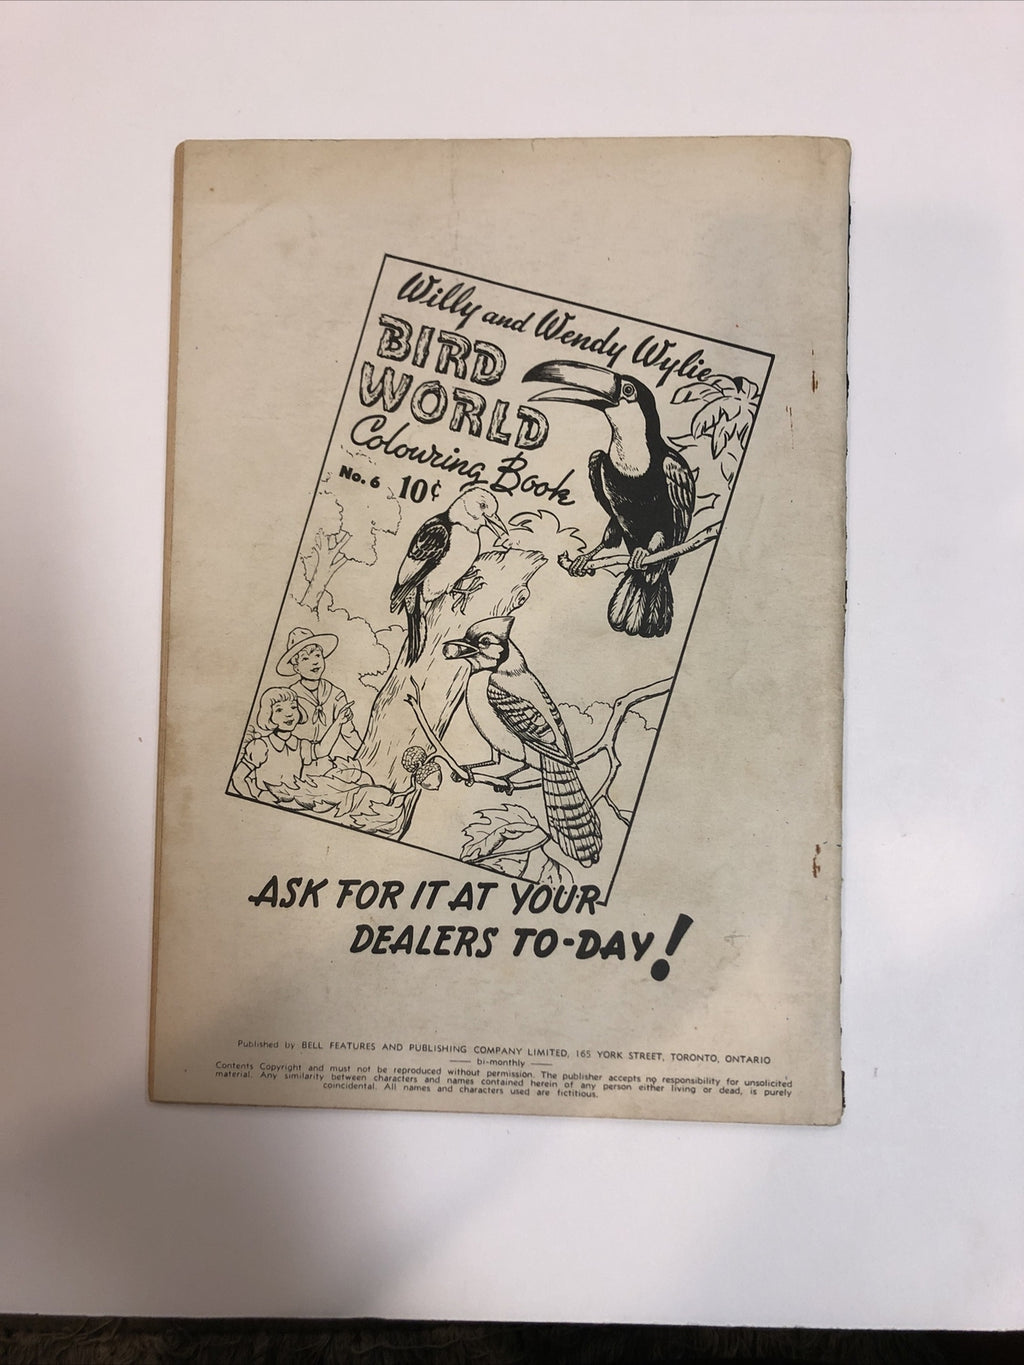 Willy and Wendy Wylie
BIRD
WORLD
Colouring Book
No. 6 10¢
ASK FOR IT AT YOUR
DEALERS TO-DAY!
Published by BELL FEATURES AND PUBLISHING COMPANY LIMITED, 165 YORK STREET, TORONTO, ONTARIO
—— bi-monthly ——
Contents Copyright and must not be reproduced without permission. The publisher accepts no responsibility for unsolicited
material. Any similarity between characters and names contained herein of any person either living or dead, is purely
coincidental. All names and characters used are fictitious.